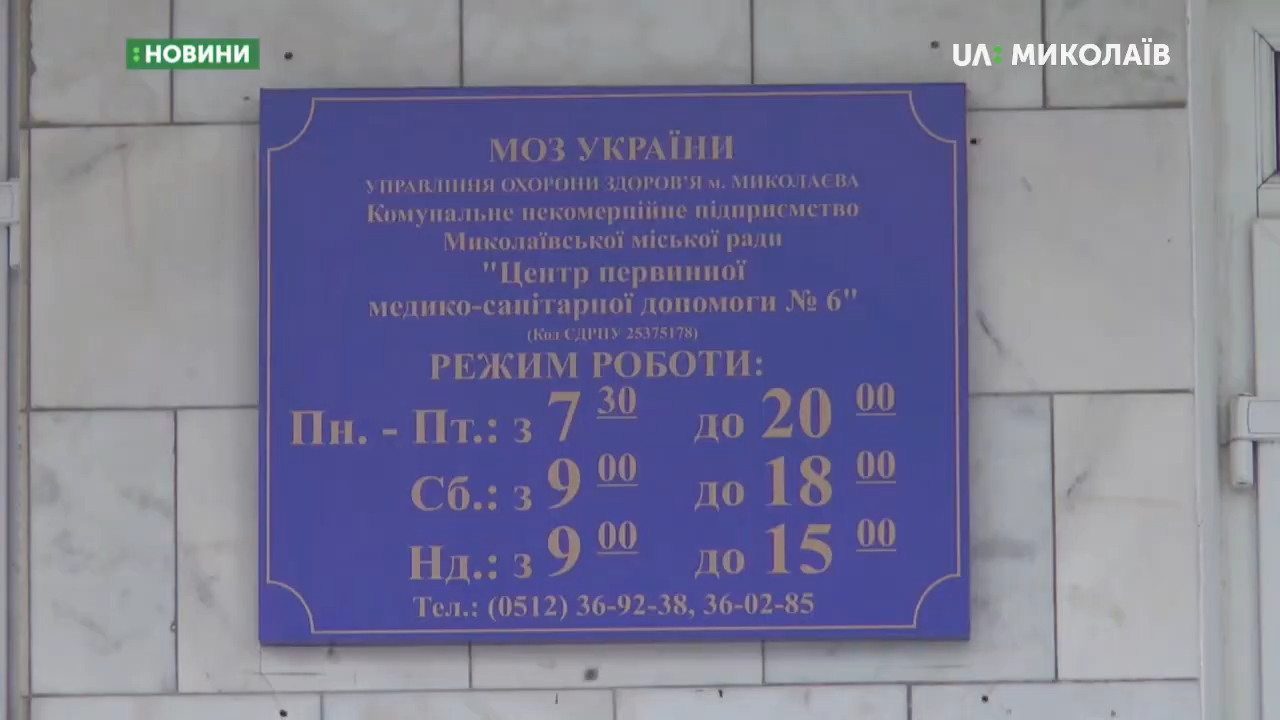 :НОВИНИ
UA: МИКОЛАЇВ
МОЗ УКРАЇНИ
УПРАВЛІННЯ ОХОРОНИ ЗДОРОВ'Я м. МИКОЛАЄВА
Комунальне некомерційне підприємство
Миколаївської міської ради
"Центр первинної
медико-санітарної допомоги № 6"
(Код ЄДРПУ 25375178)
РЕЖИМ РОБОТИ:
Пн. - Пт.: з 7 30 до 20 00
Сб.: з 9 00 до 18 00
Нд.: з 9 00 до 15 00
Тел.: (0512) 36-92-38, 36-02-85